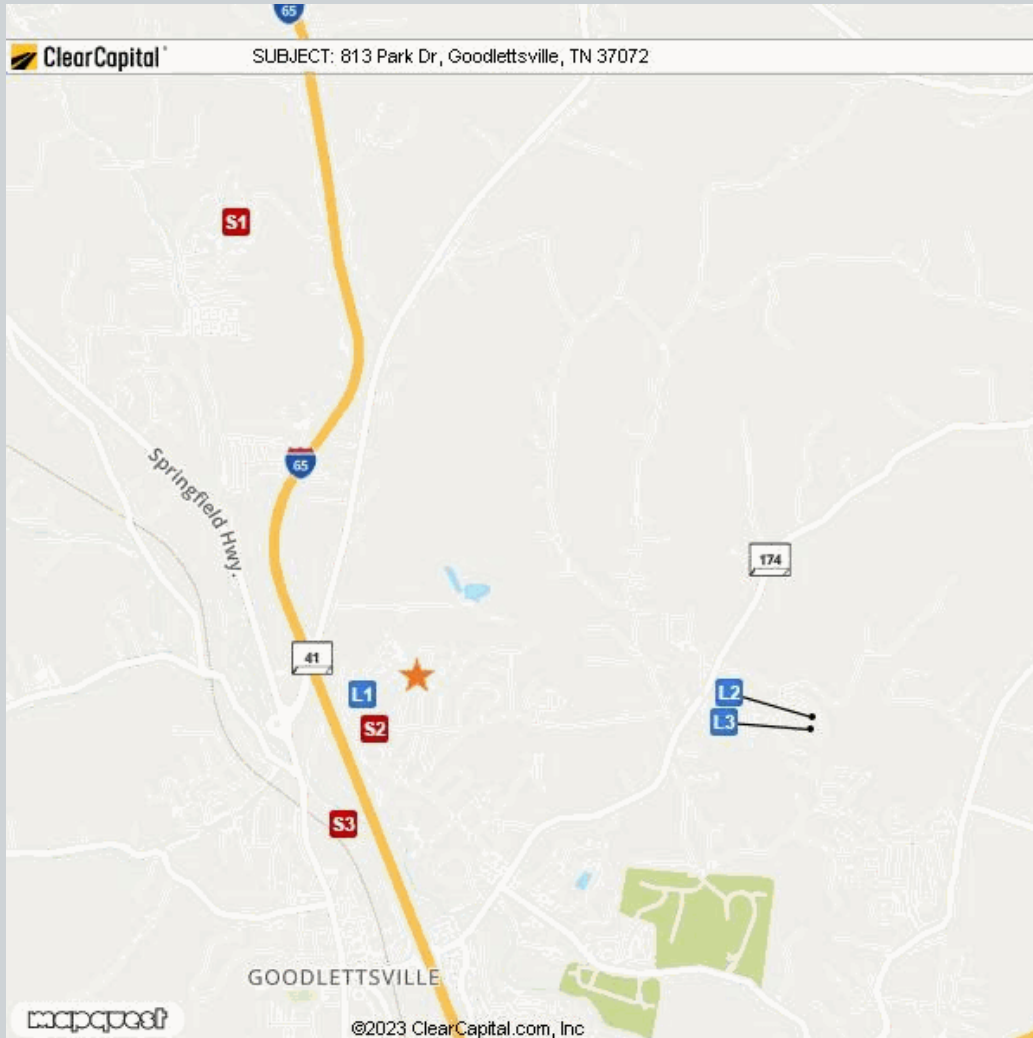 65
ClearCapital
SUBJECT: 813 Park Dr, Goodlettsville, TN 37072
S1
Springfield Hwy.
65
174
41
L1
L2
S2
L3
S3
GOODLETTSVILLE
mapquest
©2023 ClearCapital.com, Inc